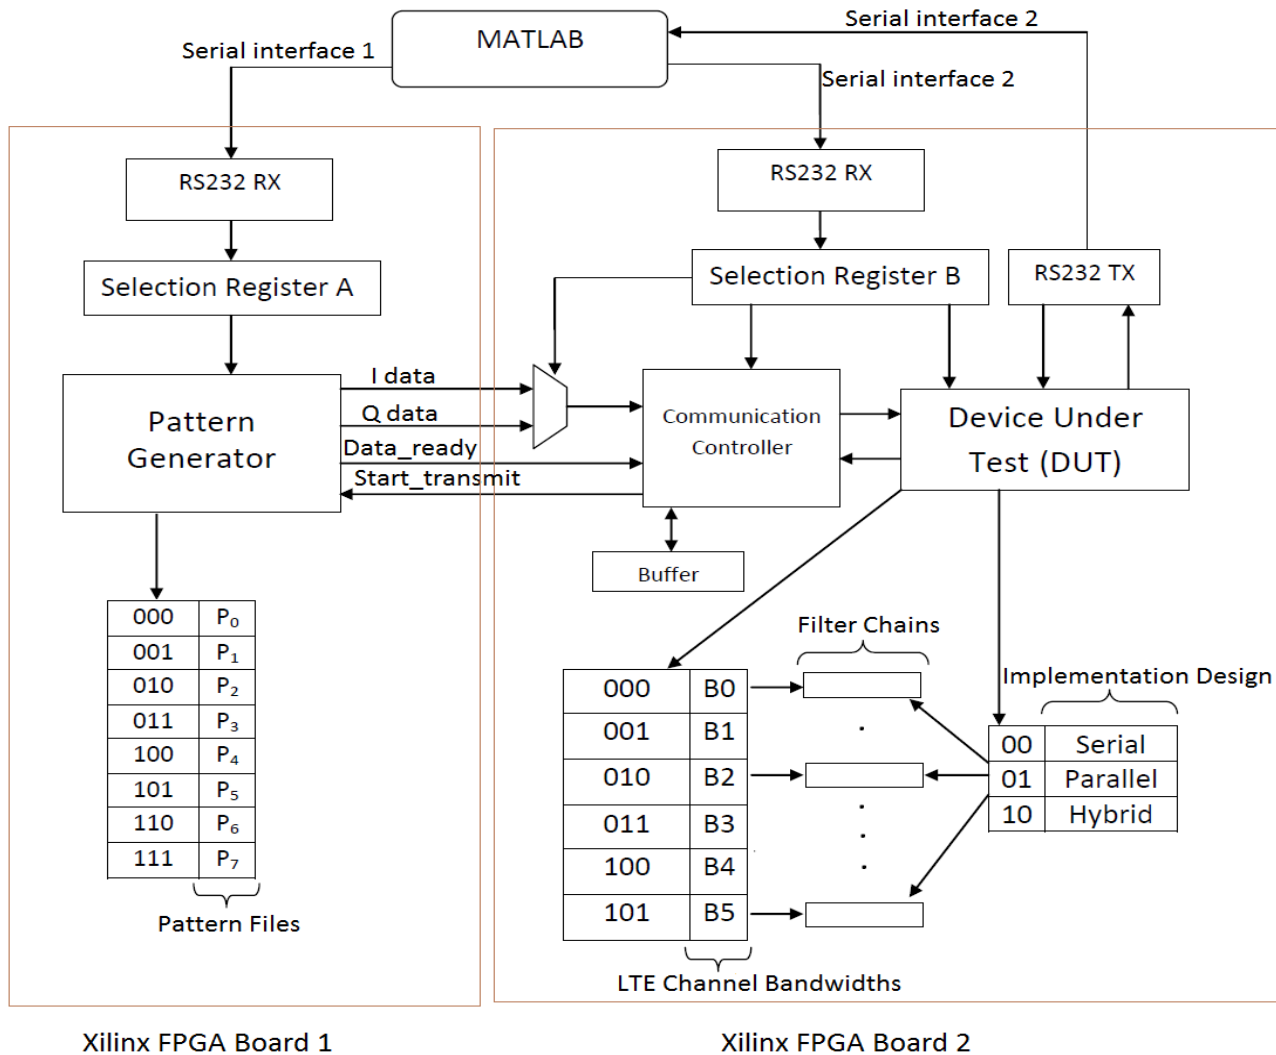 Serial interface 2
MATLAB
Serial interface 1
Serial interface 2
RS232 RX
RS232 RX
Selection Register A
Selection Register B
RS232 TX
I data
Q data
Data_ready
Start_transmit
Pattern
Generator
Communication
Controller
Device Under
Test (DUT)
Buffer
000 P0
001 P1
010 P2
011 P3
100 P4
101 P5
110 P6
111 P7
Pattern Files
Filter Chains
000 B0
001 B1
010 B2
011 B3
100 B4
101 B5
LTE Channel Bandwidths
Implementation Design
00 Serial
01 Parallel
10 Hybrid
Xilinx FPGA Board 1
Xilinx FPGA Board 2